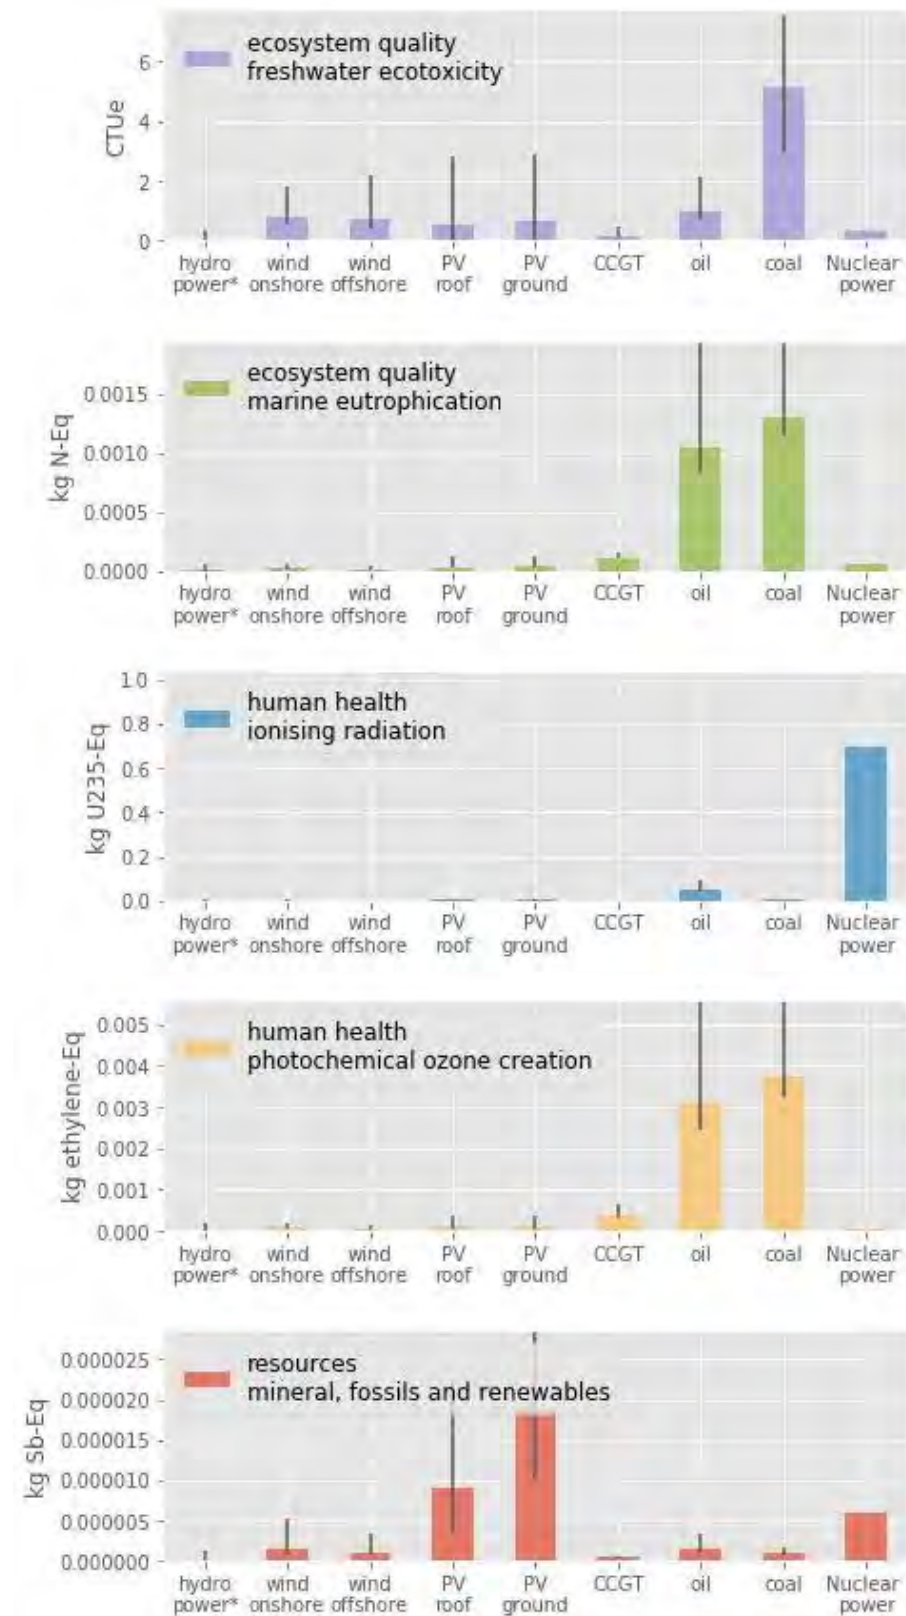 ecosystem quality
freshwater ecotoxicity
CTUe
6
4
2
0
hydro wind wind PV PV CCGT oil coal Nuclear
power* onshore offshore roof ground power
ecosystem quality
marine eutrophication
kg N-Eq
0.0015
0.0010
0.0005
0.0000
hydro wind wind PV PV CCGT oil coal Nuclear
power* onshore offshore roof ground power
human health
ionising radiation
kg U235-Eq
1.0
0.8
0.6
0.4
0.2
0.0
hydro wind wind PV PV CCGT oil coal Nuclear
power* onshore offshore roof ground power
human health
photochemical ozone creation
kg ethylene-Eq
0.005
0.004
0.003
0.002
0.001
0.000
hydro wind wind PV PV CCGT oil coal Nuclear
power* onshore offshore roof ground power
resources
mineral, fossils and renewables
kg Sb-Eq
0.000025
0.000020
0.000015
0.000010
0.000005
0.000000
hydro wind wind PV PV CCGT oil coal Nuclear
power* onshore offshore roof ground power